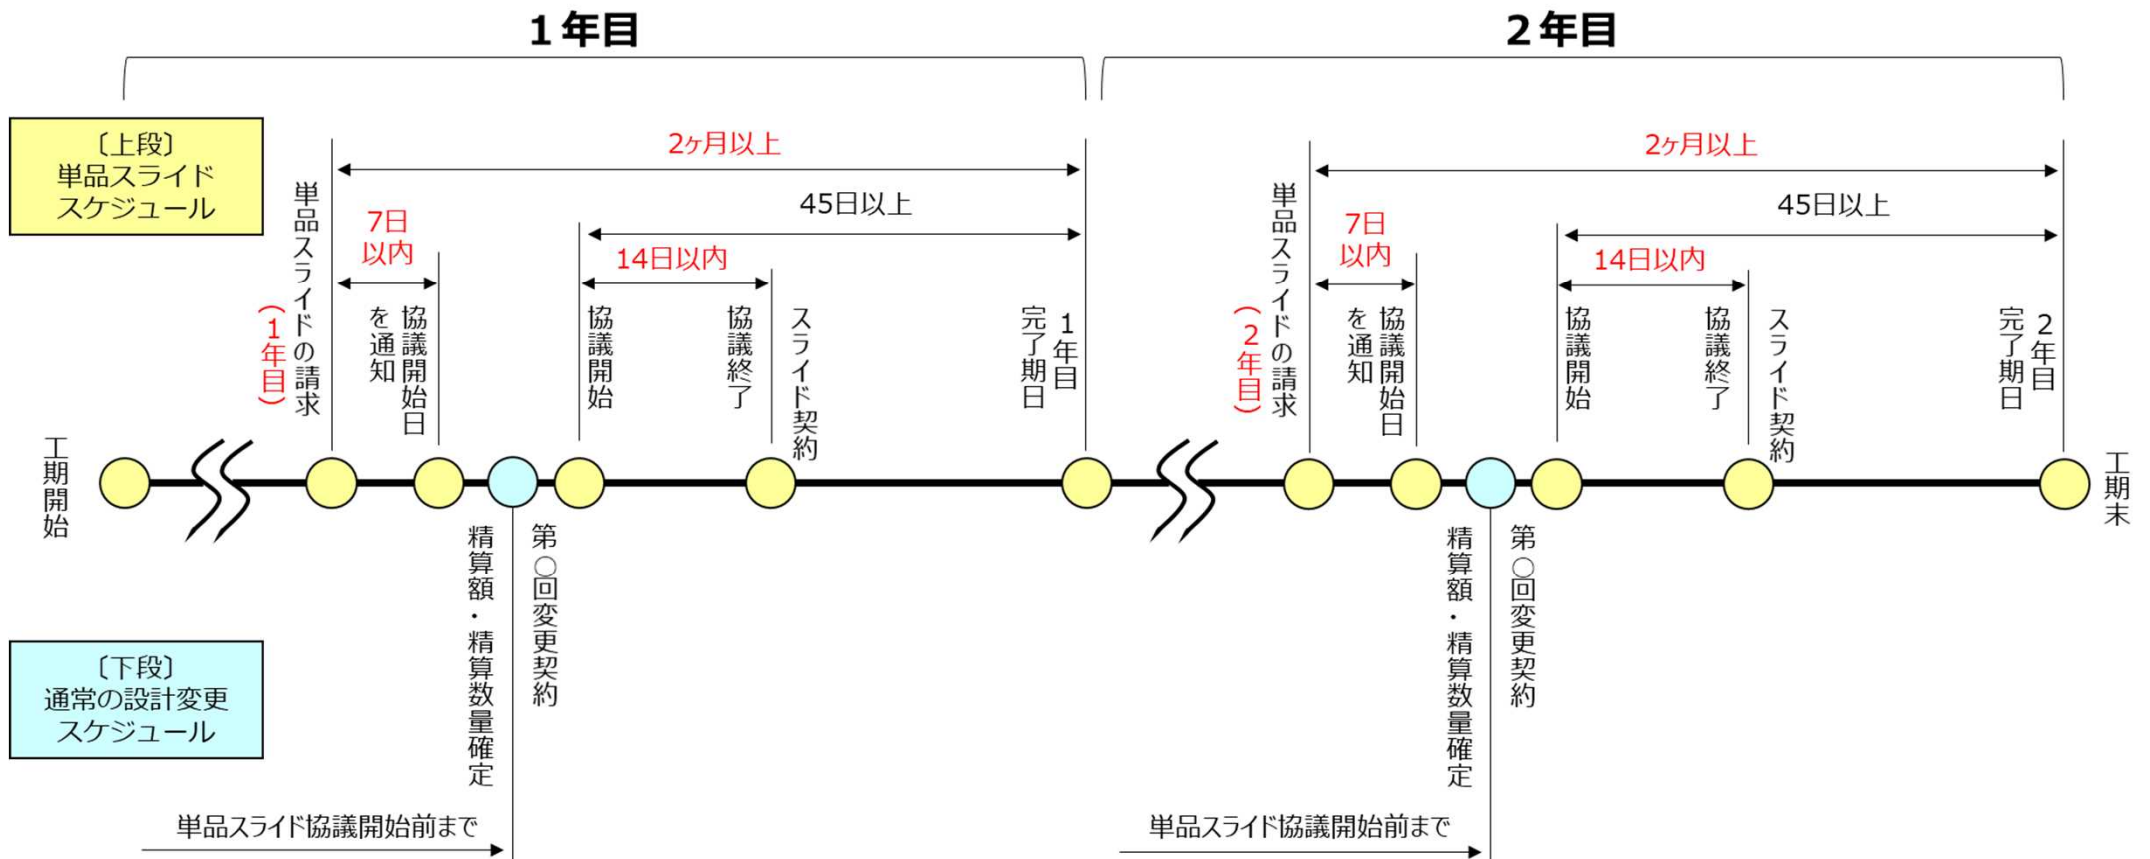 1年目
2年目
〔上段〕
単品スライド
スケジュール
2ヶ月以上
45日以上
7日
以内
14日以内
単品スライドの請求
(1年目)
協議開始日
を通知
協議開始
協議終了
スライド契約
1年目
完了期日
2ヶ月以上
45日以上
7日
以内
14日以内
単品スライドの請求
(2年目)
協議開始日
を通知
協議開始
協議終了
スライド契約
2年目
完了期日
工期開始
工期末
〔下段〕
通常の設計変更
スケジュール
第○回変更契約
精算額・精算数量確定
単品スライド協議開始前まで
第○回変更契約
精算額・精算数量確定
単品スライド協議開始前まで